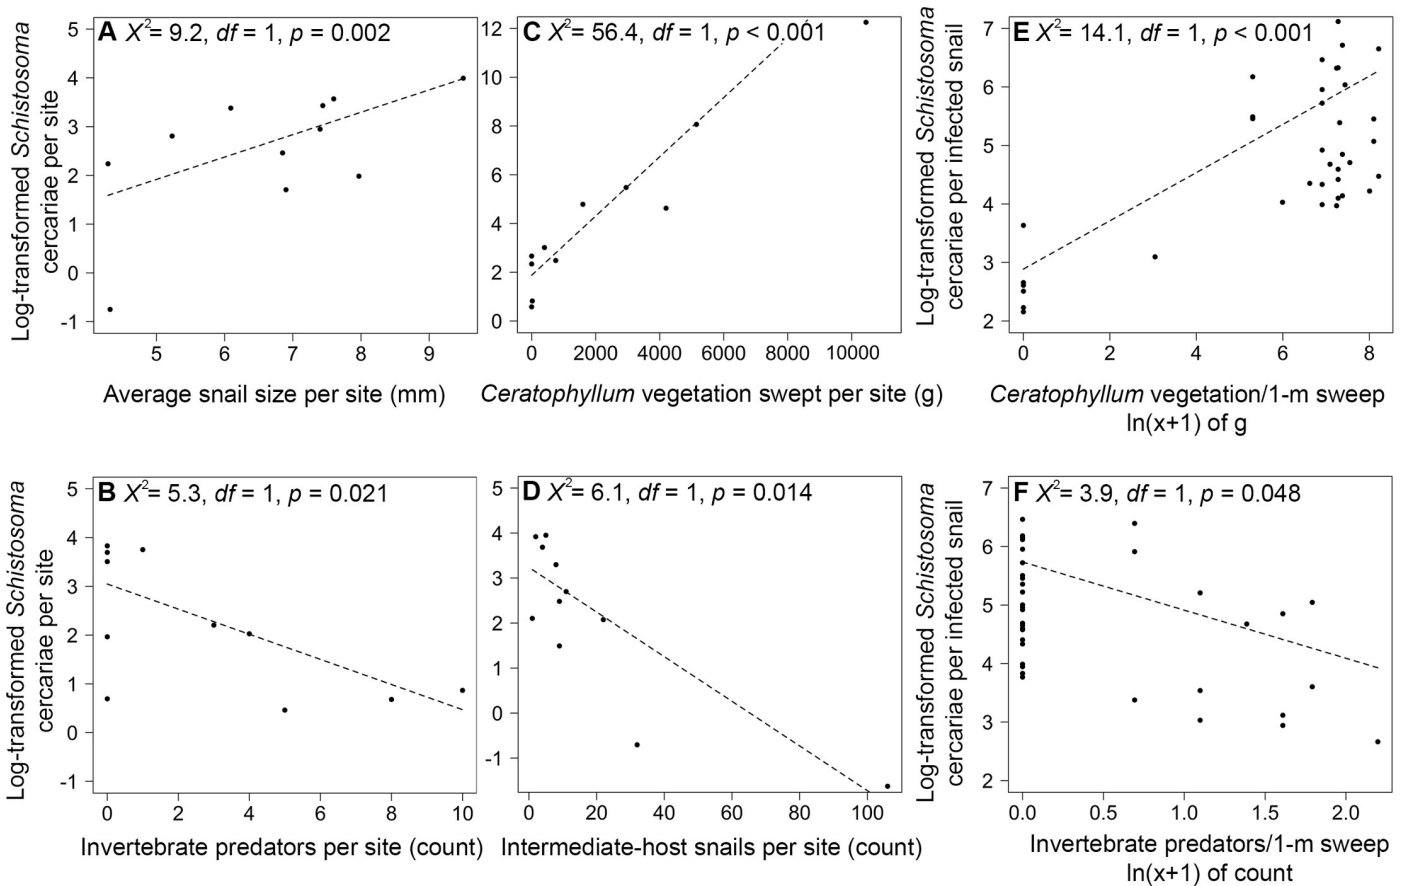 A X²= 9.2, df = 1, p = 0.002
5
4
3
2
1
0
-1
Log-transformed Schistosoma
cercariae per site
5 6 7 8 9
Average snail size per site (mm)
C X²= 56.4, df = 1, p < 0.001
12
10
8
6
4
2
0
0 2000 4000 6000 8000 10000
Ceratophyllum vegetation swept per site (g)
E X²= 14.1, df = 1, p < 0.001
7
6
5
4
3
2
Log-transformed Schistosoma
cercariae per infected snail
0 2 4 6 8
Ceratophyllum vegetation/1-m sweep
ln(x+1) of g
B X²= 5.3, df = 1, p = 0.021
5
4
3
2
1
0
-1
Log-transformed Schistosoma
cercariae per site
0 2 4 6 8 10
Invertebrate predators per site (count)
D X²= 6.1, df = 1, p = 0.014
5
4
3
2
1
0
-1
0 20 40 60 80 100
Intermediate-host snails per site (count)
F X²= 3.9, df = 1, p = 0.048
7
6
5
4
3
2
Log-transformed Schistosoma
cercariae per infected snail
0.0 0.5 1.0 1.5 2.0
Invertebrate predators/1-m sweep
ln(x+1) of count